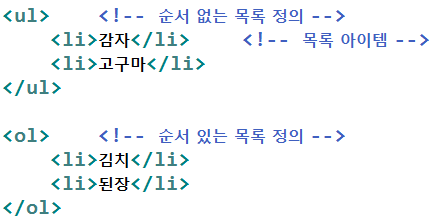 <ul>    <!-- 순서 없는 목록 정의 -->
    <li>감자</li>    <!-- 목록 아이템 -->
    <li>고구마</li>
</ul>

<ol>    <!-- 순서 있는 목록 정의 -->
    <li>김치</li>
    <li>된장</li>
</ol>